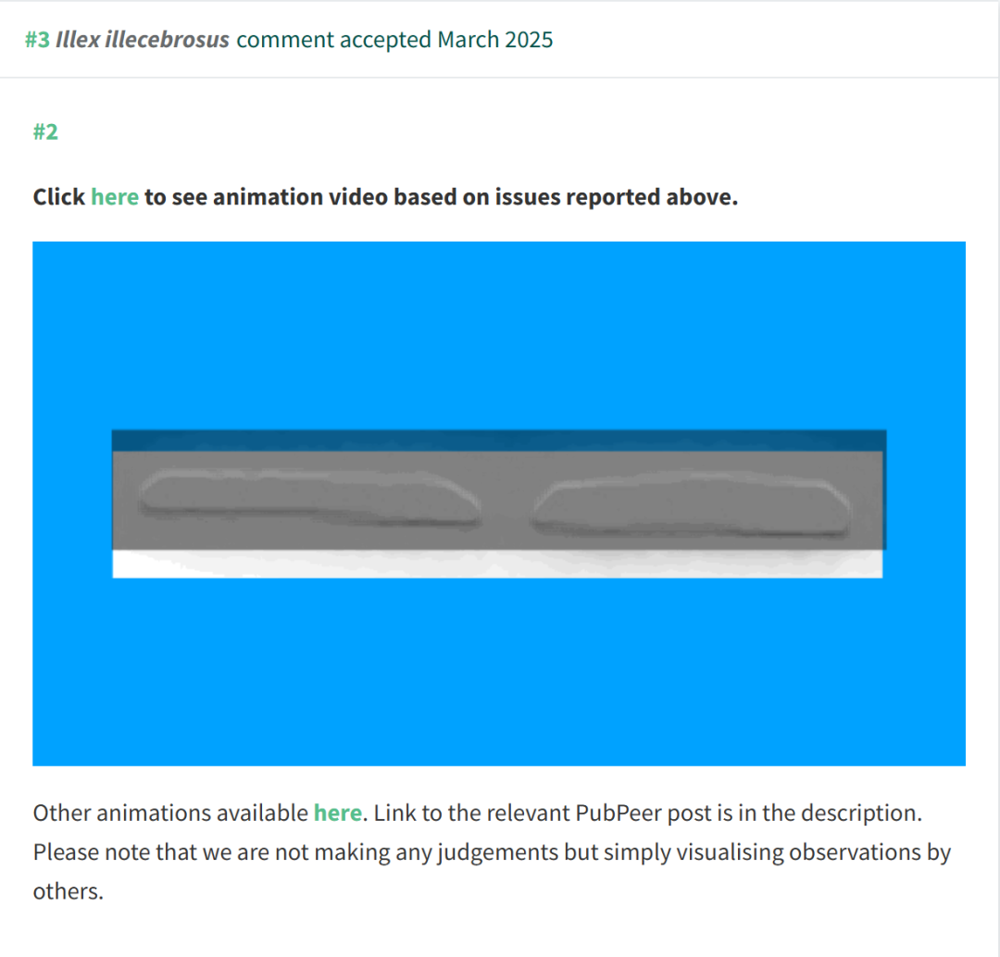 #3 Illex illecebrosus comment accepted March 2025
#2
Click here to see animation video based on issues reported above.
Other animations available here. Link to the relevant PubPeer post is in the description.
Please note that we are not making any judgements but simply visualising observations by
others.